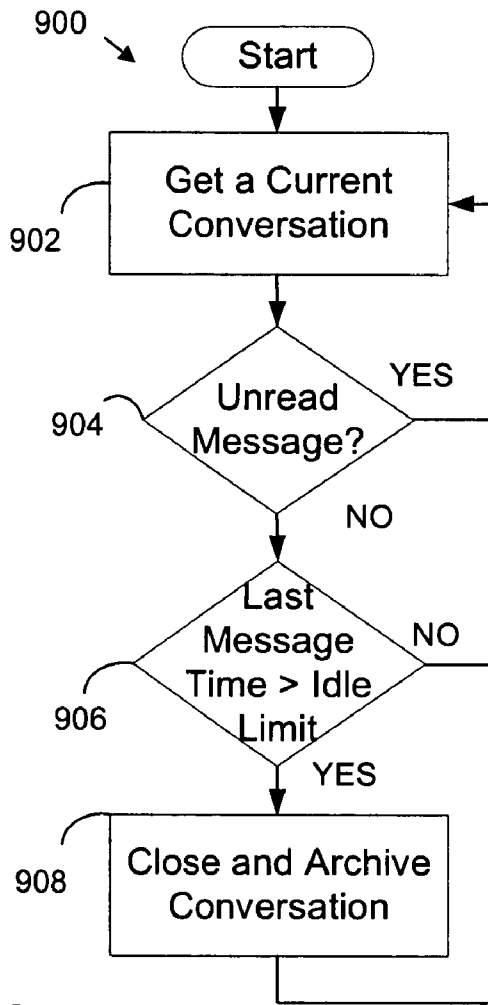 900
Start
Get a Current
Conversation
902
YES
Unread
Message?
904
NO
Last
Message
Time > Idle
Limit
NO
906
YES
Close and Archive
Conversation
908